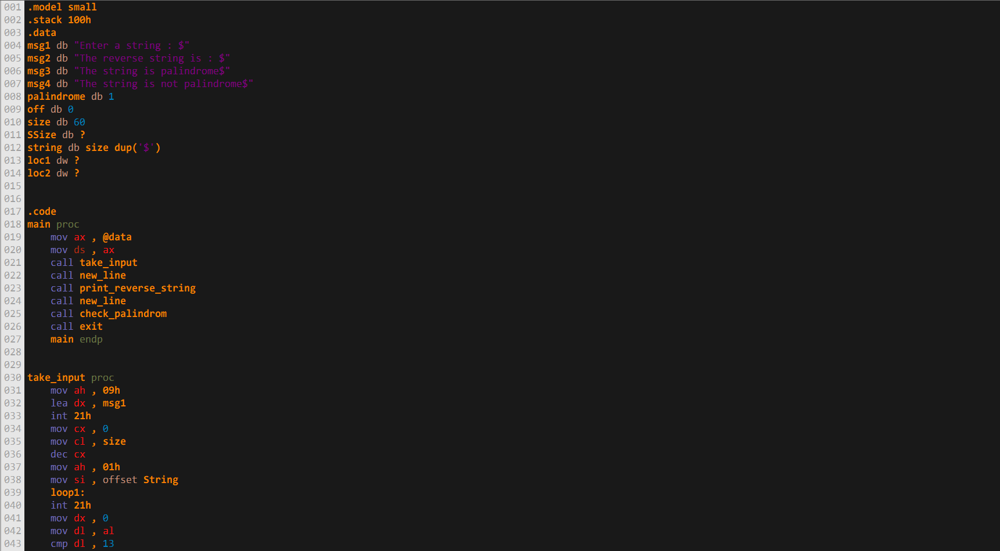 001 .model small
002 .stack 100h
003 .data
004 msg1 db "Enter a string : $"
005 msg2 db "The reverse string is : $"
006 msg3 db "The string is palindrome$"
007 msg4 db "The string is not palindrome$"
008 palindrome db 1
009 off db 0
010 size db 60
011 SSize db ?
012 string db size dup('$')
013 loc1 dw ?
014 loc2 dw ?
015
016
017 .code
018 main proc
019     mov ax , @data
020     mov ds , ax
021     call take_input
022     call new_line
023     call print_reverse_string
024     call new_line
025     call check_palindrom
026     call exit
027     main endp
028
029
030 take_input proc
031     mov ah , 09h
032     lea dx , msg1
033     int 21h
034     mov cx , 0
035     mov cl , size
036     dec cx
037     mov ah , 01h
038     mov si , offset String
039     loop1:
040     int 21h
041     mov dx , 0
042     mov dl , al
043     cmp dl , 13